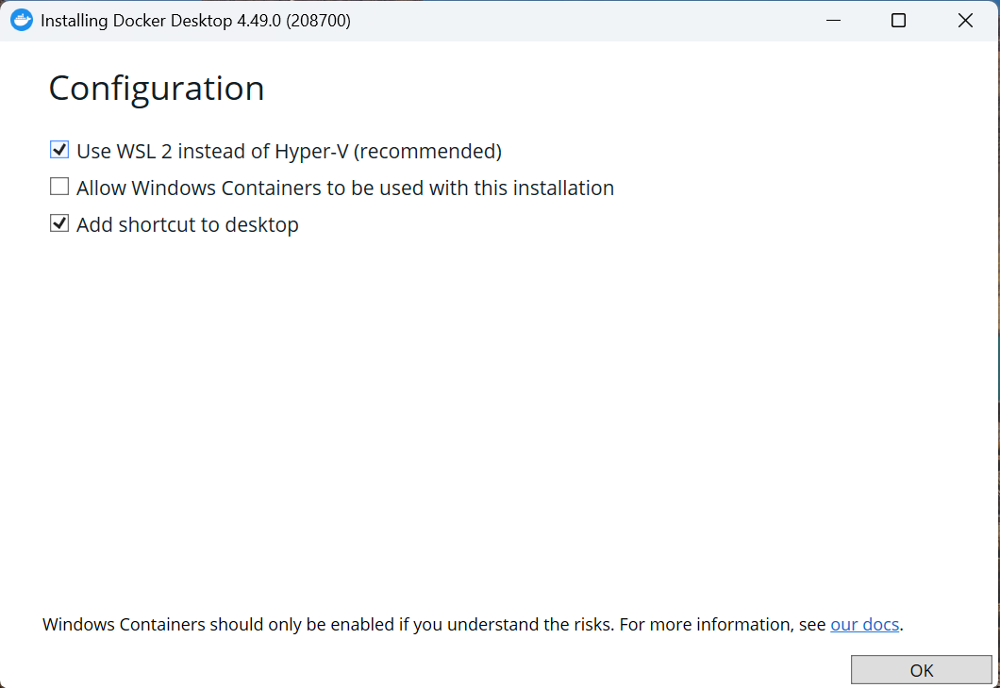 Installing Docker Desktop 4.49.0 (208700)
Configuration
Use WSL 2 instead of Hyper-V (recommended)
Allow Windows Containers to be used with this installation
Add shortcut to desktop
Windows Containers should only be enabled if you understand the risks. For more information, see our docs.
OK